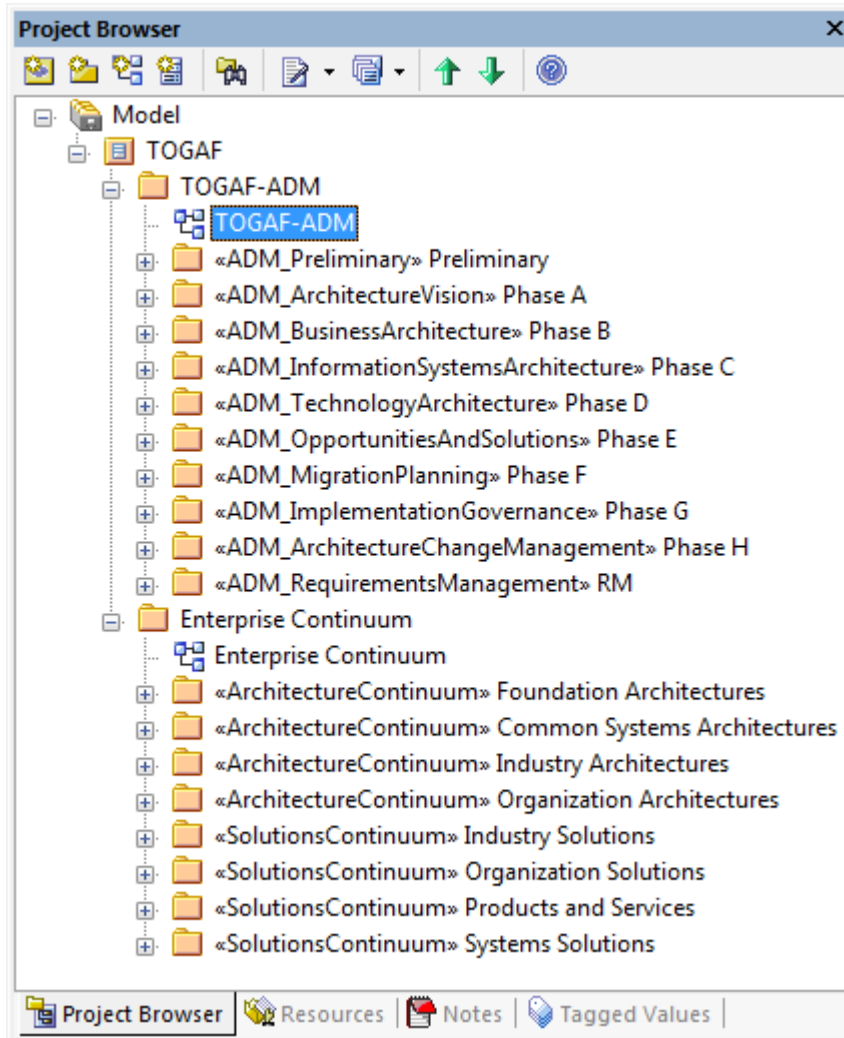 Project Browser
Model
TOGAF
TOGAF-ADM
TOGAF-ADM
«ADM_Preliminary» Preliminary
«ADM_ArchitectureVision» Phase A
«ADM_BusinessArchitecture» Phase B
«ADM_InformationSystemsArchitecture» Phase C
«ADM_TechnologyArchitecture» Phase D
«ADM_OpportunitiesAndSolutions» Phase E
«ADM_MigrationPlanning» Phase F
«ADM_ImplementationGovernance» Phase G
«ADM_ArchitectureChangeManagement» Phase H
«ADM_RequirementsManagement» RM
Enterprise Continuum
Enterprise Continuum
«ArchitectureContinuum» Foundation Architectures
«ArchitectureContinuum» Common Systems Architectures
«ArchitectureContinuum» Industry Architectures
«ArchitectureContinuum» Organization Architectures
«SolutionsContinuum» Industry Solutions
«SolutionsContinuum» Organization Solutions
«SolutionsContinuum» Products and Services
«SolutionsContinuum» Systems Solutions
Project Browser Resources Notes Tagged Values